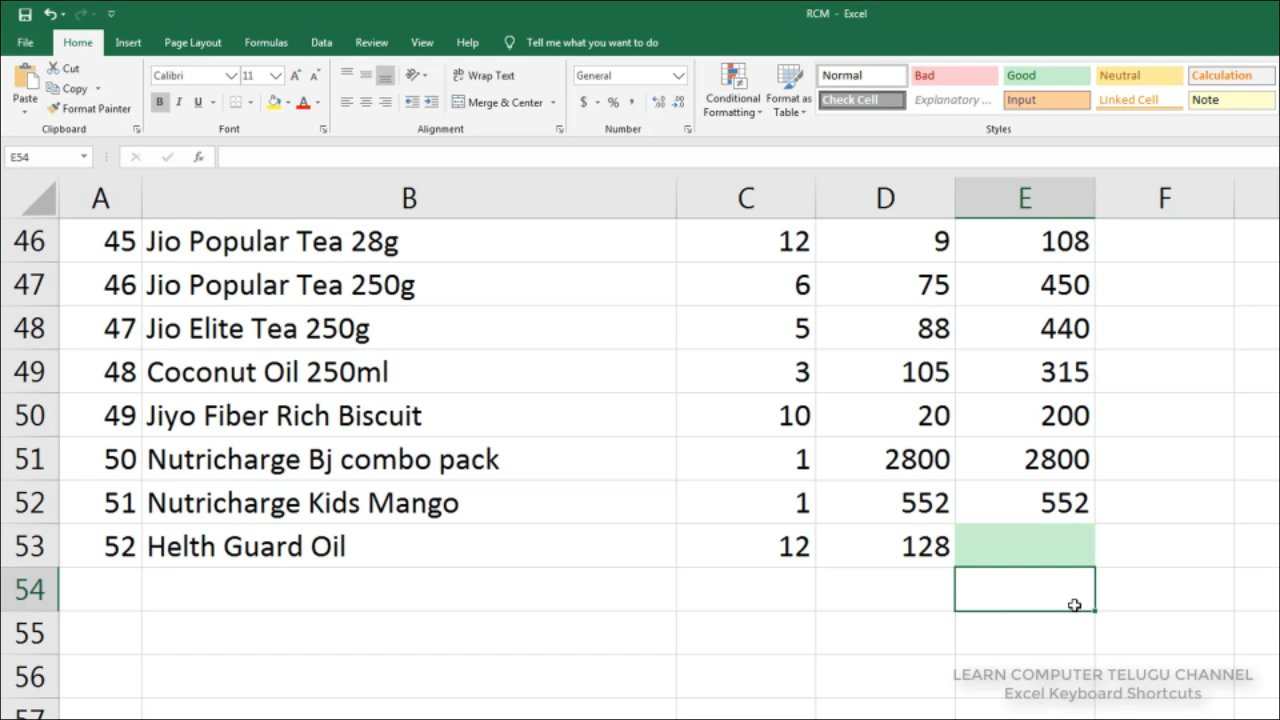 RCM - Excel
File Home Insert Page Layout Formulas Data Review View Help Tell me what you want to do
Paste
Cut
Copy
Format Painter
Clipboard
Calibri 11
B I U
Font
Wrap Text
Merge & Center
Alignment
General
$ % ,
Number
Conditional Formatting
Format as Table
Normal Bad Good Neutral Calculation
Check Cell Explanatory ... Input Linked Cell Note
Styles
E54 fx
A B C D E F
46 45 Jio Popular Tea 28g 12 9 108
47 46 Jio Popular Tea 250g 6 75 450
48 47 Jio Elite Tea 250g 5 88 440
49 48 Coconut Oil 250ml 3 105 315
50 49 Jiyo Fiber Rich Biscuit 10 20 200
51 50 Nutricharge Bj combo pack 1 2800 2800
52 51 Nutricharge Kids Mango 1 552 552
53 52 Helth Guard Oil 12 128
54
55
56
57
LEARN COMPUTER TELUGU CHANNEL
Excel Keyboard Shortcuts